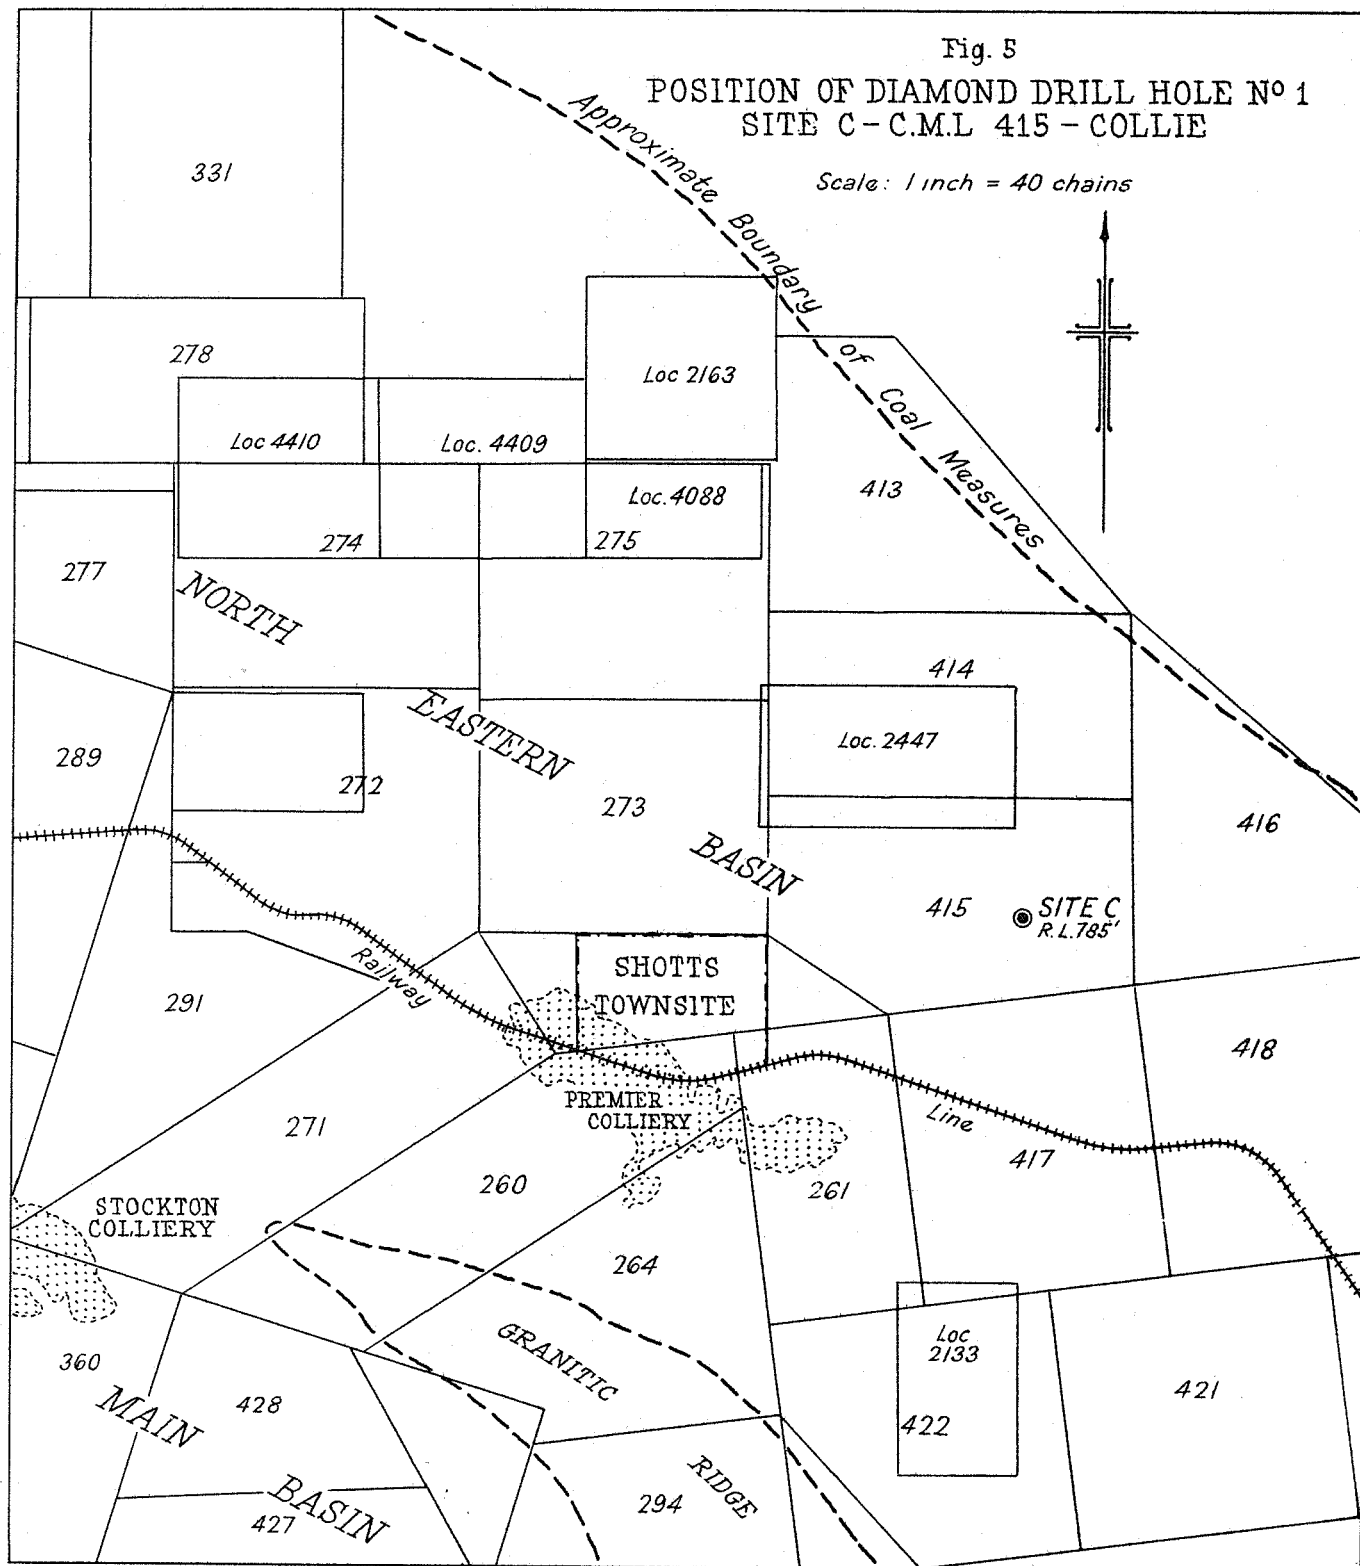 Fig. 5
POSITION OF DIAMOND DRILL HOLE Nº 1
SITE C - C.M.L 415 - COLLIE
Scale: 1 inch = 40 chains
Approximate Boundary of Coal Measures
331
278
Loc 2163
Loc 4410
Loc. 4409
Loc. 4088
413
274
275
277
NORTH
EASTERN
BASIN
414
Loc. 2447
289
272
273
416
415
SITE C
R.L. 785'
SHOTTS
TOWNSITE
Railway
Line
291
418
PREMIER
COLLIERY
271
417
260
261
STOCKTON
COLLIERY
264
GRANITIC
RIDGE
Loc
2133
360
428
421
422
MAIN
BASIN
294
427